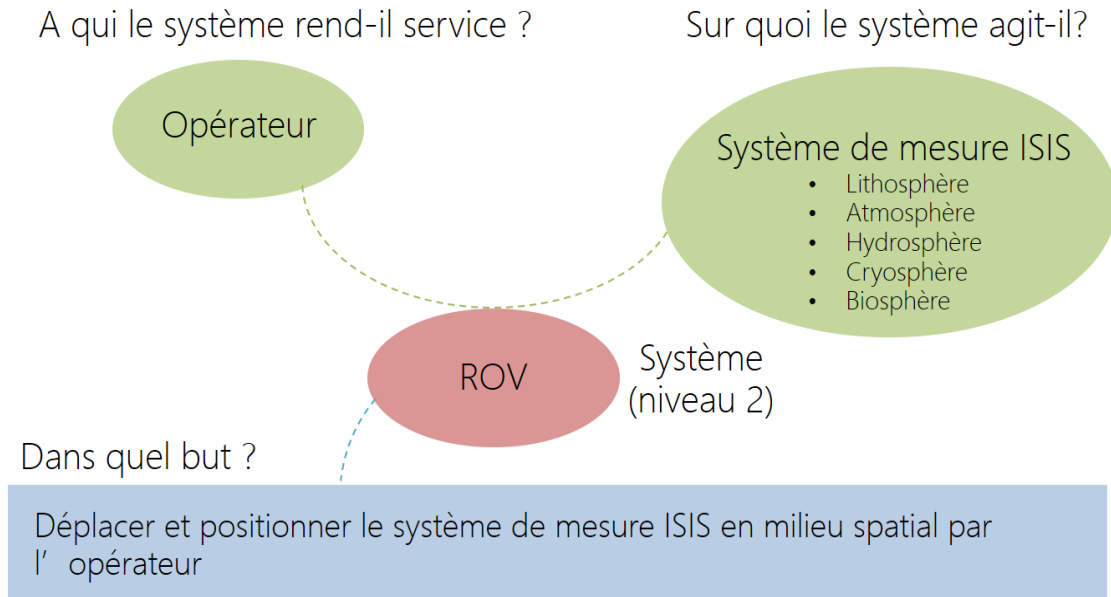 A qui le système rend-il service ?
Sur quoi le système agit-il?
Opérateur
Système de mesure ISIS
• Lithosphère
• Atmosphère
• Hydrosphère
• Cryosphère
• Biosphère
ROV
Système
(niveau 2)
Dans quel but ?
Déplacer et positionner le système de mesure ISIS en milieu spatial par
l’ opérateur